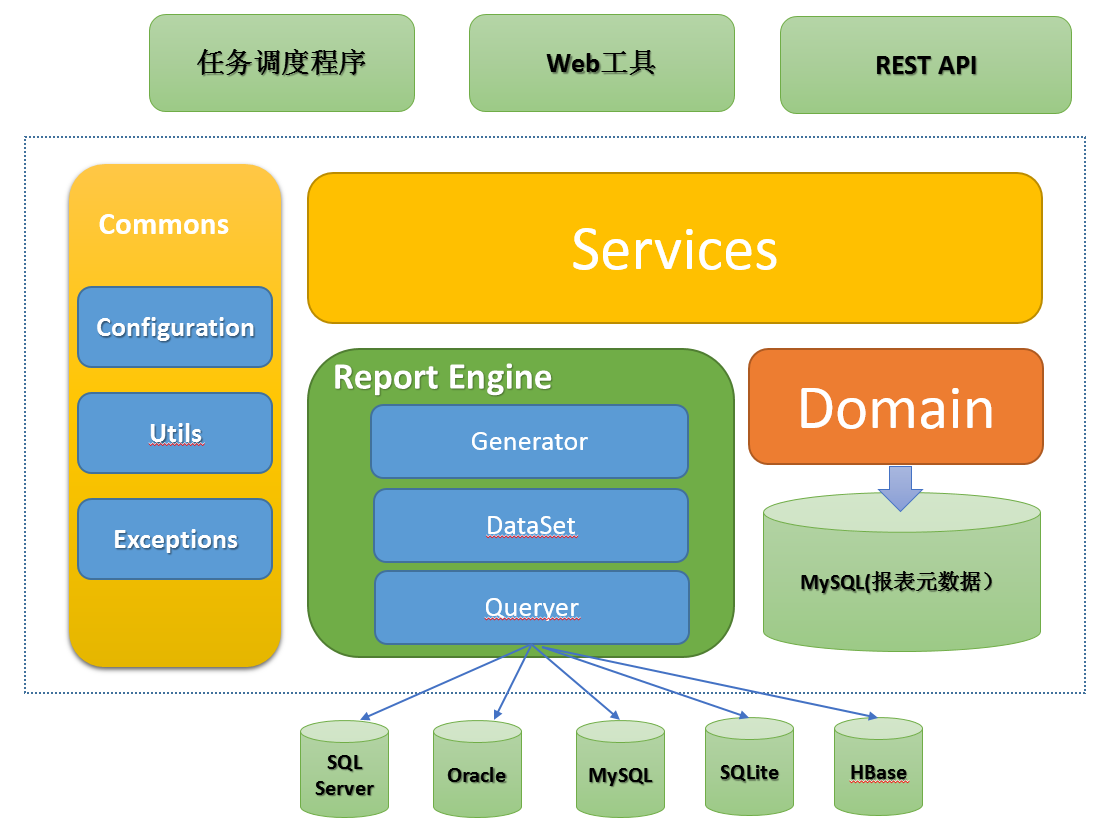 任务调度程序
Web工具
REST API
Commons
Configuration
Utils
Exceptions
Services
Report Engine
Generator
DataSet
Queryer
Domain
MySQL(报表元数据）
SQL
Server
Oracle
MySQL
SQLite
HBase